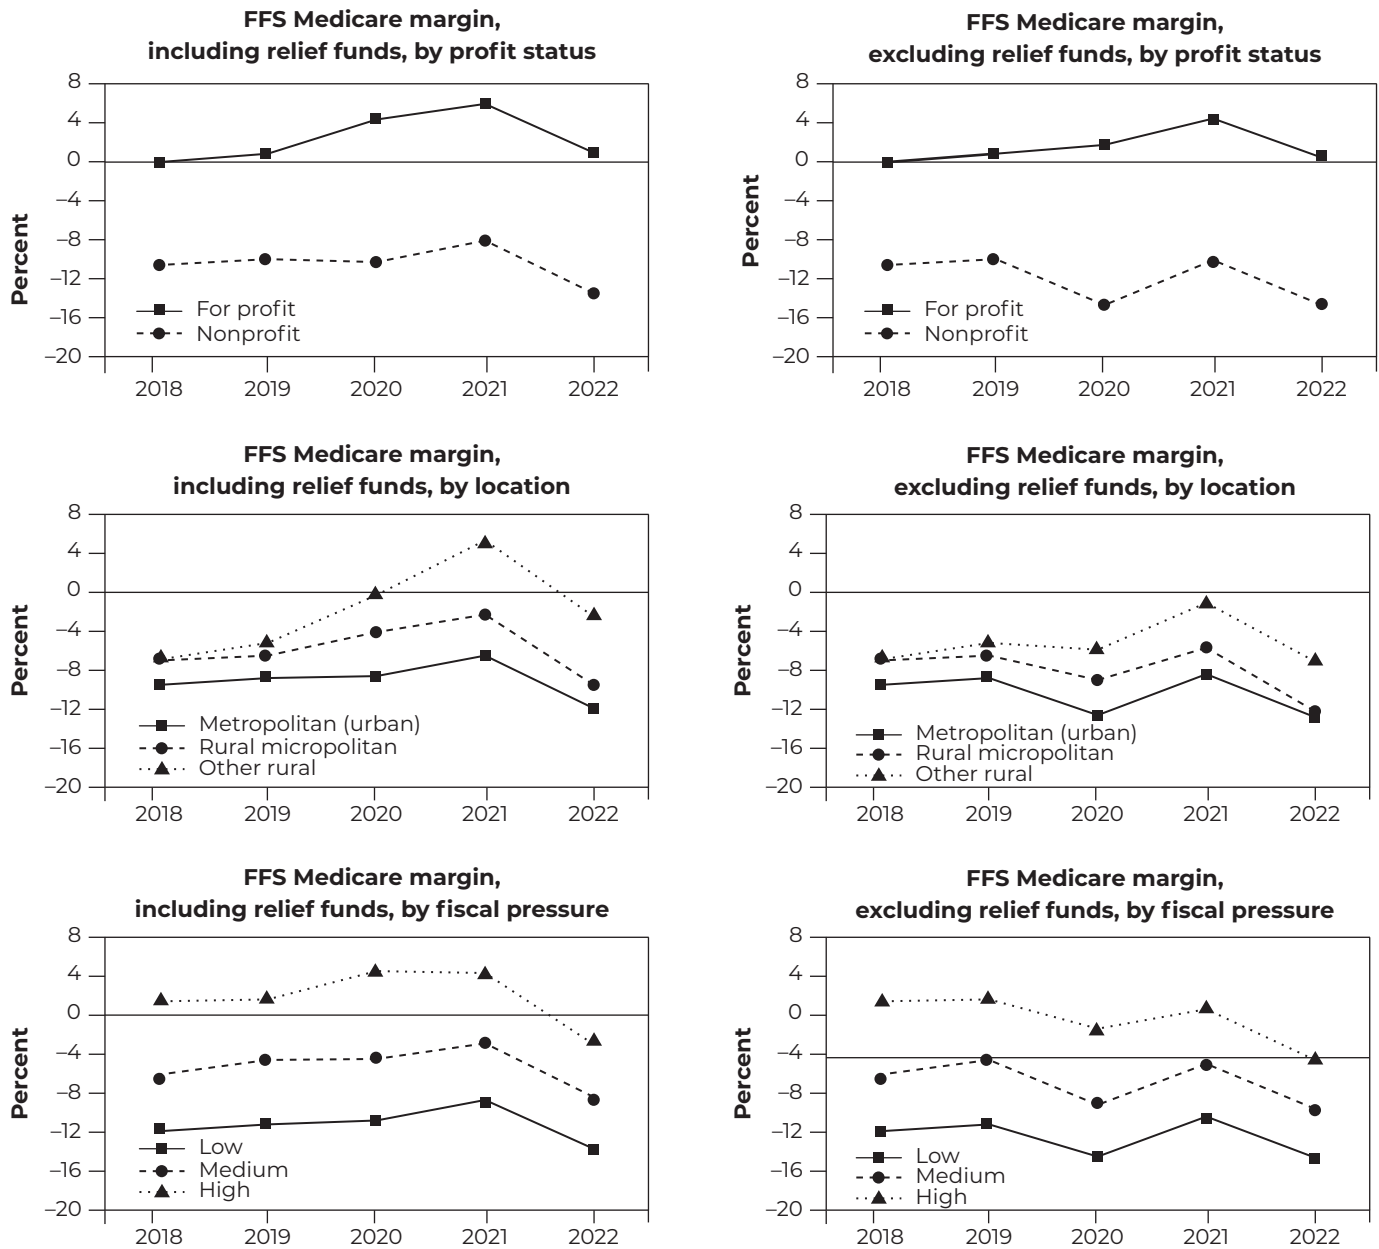 FFS Medicare margin,
including relief funds, by profit status
8
4
0
–4
–8
–12
–16
–20
Percent
For profit
Nonprofit
2018 2019 2020 2021 2022
FFS Medicare margin,
excluding relief funds, by profit status
8
4
0
–4
–8
–12
–16
–20
Percent
For profit
Nonprofit
2018 2019 2020 2021 2022
FFS Medicare margin,
including relief funds, by location
8
4
0
–4
–8
–12
–16
–20
Percent
Metropolitan (urban)
Rural micropolitan
Other rural
2018 2019 2020 2021 2022
FFS Medicare margin,
excluding relief funds, by location
8
4
0
–4
–8
–12
–16
–20
Percent
Metropolitan (urban)
Rural micropolitan
Other rural
2018 2019 2020 2021 2022
FFS Medicare margin,
including relief funds, by fiscal pressure
8
4
0
–4
–8
–12
–16
–20
Percent
Low
Medium
High
2018 2019 2020 2021 2022
FFS Medicare margin,
excluding relief funds, by fiscal pressure
8
4
0
–4
–8
–12
–16
–20
Percent
Low
Medium
High
2018 2019 2020 2021 2022